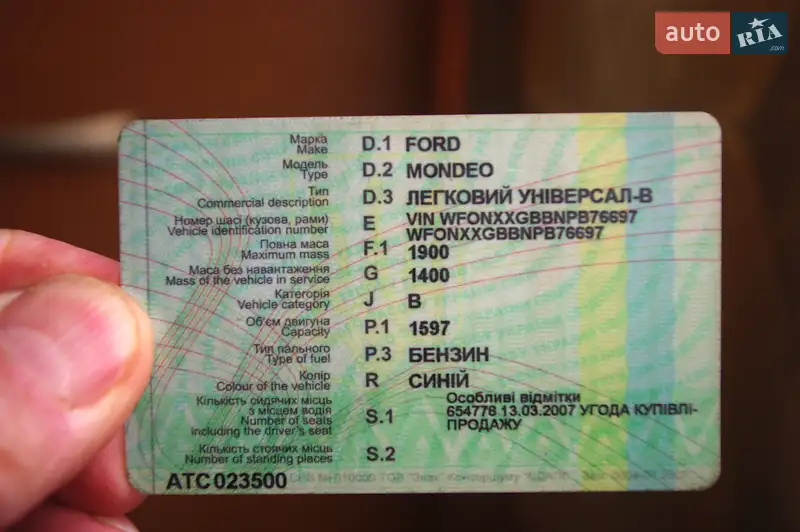 auto RIA .com
Марка D.1 FORD
Make
Модель D.2 MONDEO
Type
Тип D.3 ЛЕГКОВИЙ УНІВЕРСАЛ-В
Commercial description
Номер шасі (кузова, рами) E VIN WFONXXGBBNPB76697
Vehicle identification number WFONXXGBBNPB76697
Повна маса F.1 1900
Maximum mass
Маса без навантаження G 1400
Mass of the vehicle in service
Категорія J B
Vehicle category
Об'єм двигуна P.1 1597
Capacity
Тип пального P.3 БЕНЗИН
Type of fuel
Колір R СИНІЙ
Colour of the vehicle
Кількість сидячих місць Особливі відмітки
з місцем водія S.1 654778 13.03.2007 УГОДА КУПІВЛІ-
Number of seats ПРОДАЖУ
including the driver's seat
Кількість стоячих місць S.2
Number of standing places
АТС 023500